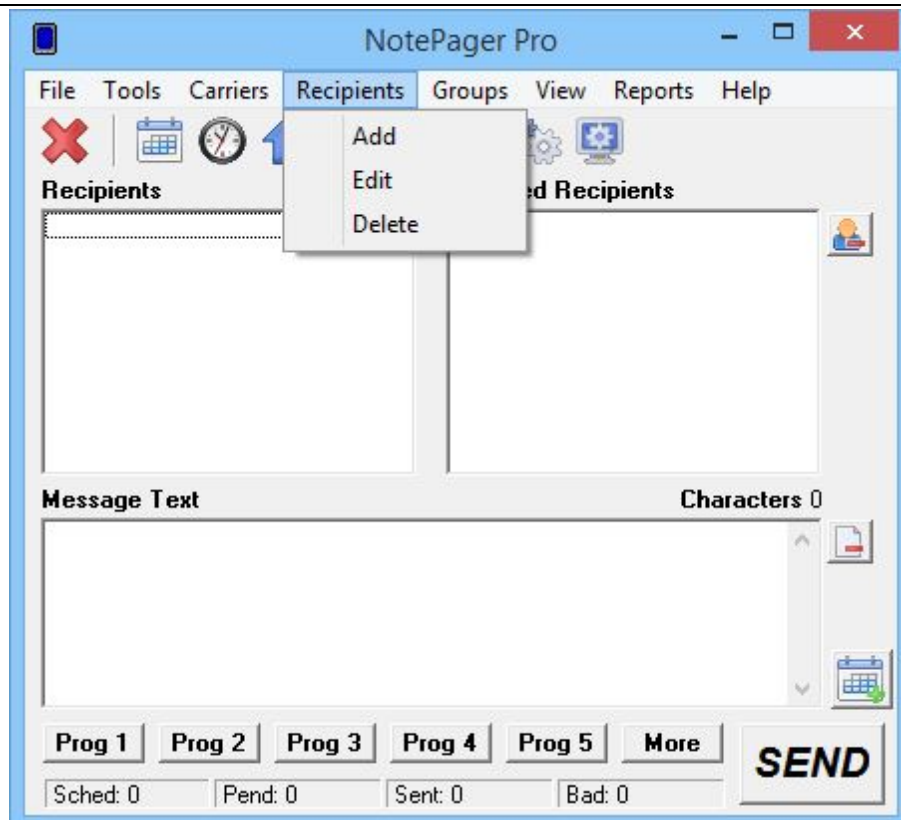 NotePager Pro
File Tools Carriers Recipients Groups View Reports Help
Add
Edit
Delete
Recipients
Recipients
Message Text Characters 0
Prog 1 Prog 2 Prog 3 Prog 4 Prog 5 More
SEND
Sched: 0 Pend: 0 Sent: 0 Bad: 0